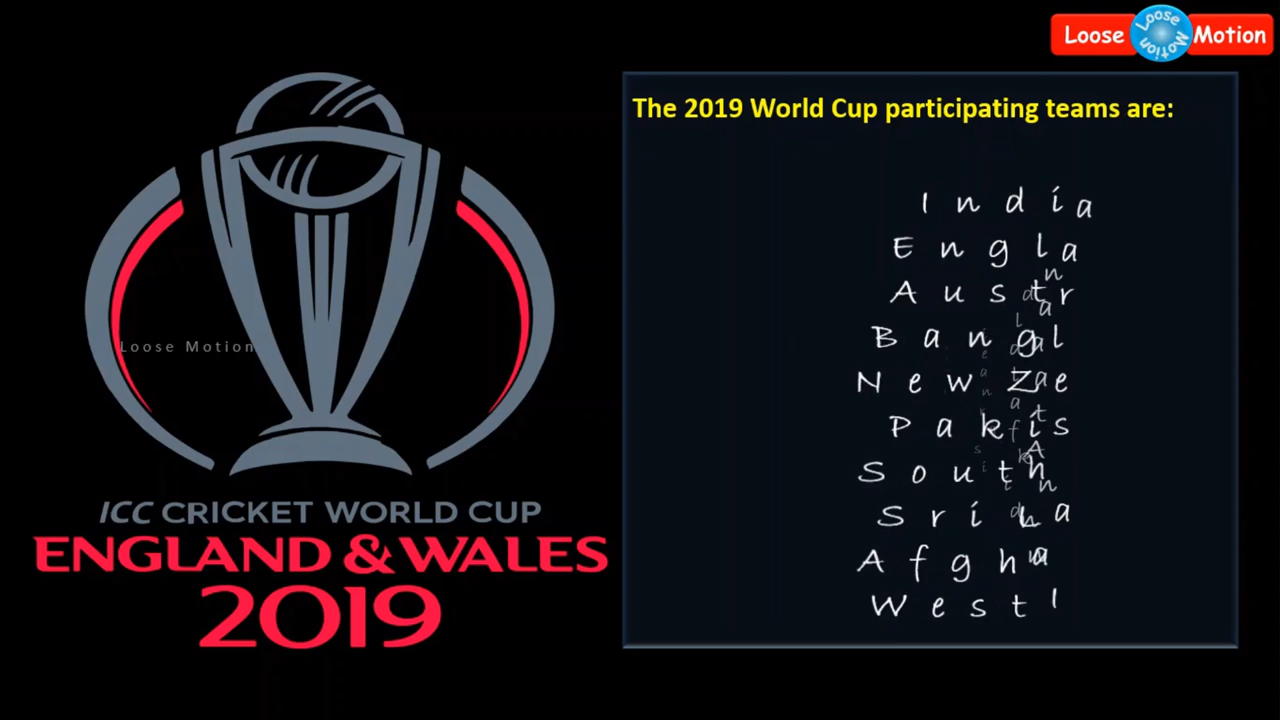 Loose Motion
Loose Motion
The 2019 World Cup participating teams are:
India
Engla
Austr
Bangl
New Zae
Pakis
South
Sri La
Afgha
West I
Loose Motion
ICC CRICKET WORLD CUP
ENGLAND & WALES
2019